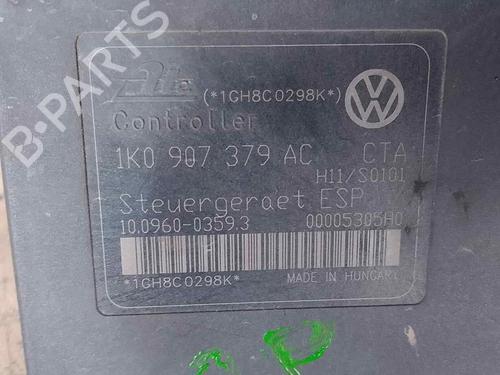 B-PARTS
Ate (*1GH8C0298K*)
Controller
1K0 907 379 AC CTA
H11/S0101
Steuergeraet ESP
10.0960-0359.3 00005305H0
*1GH8C0298K* MADE IN HUNGARY